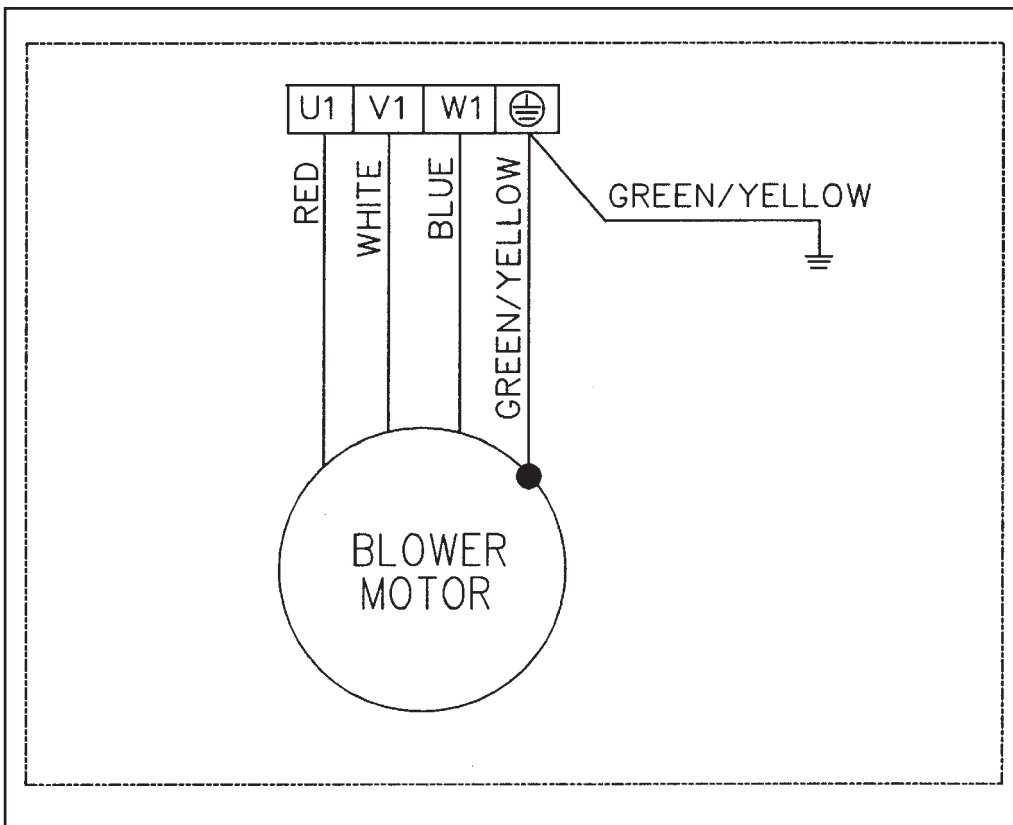 U1 V1 W1
RED
WHITE
BLUE
GREEN/YELLOW
GREEN/YELLOW
BLOWER
MOTOR